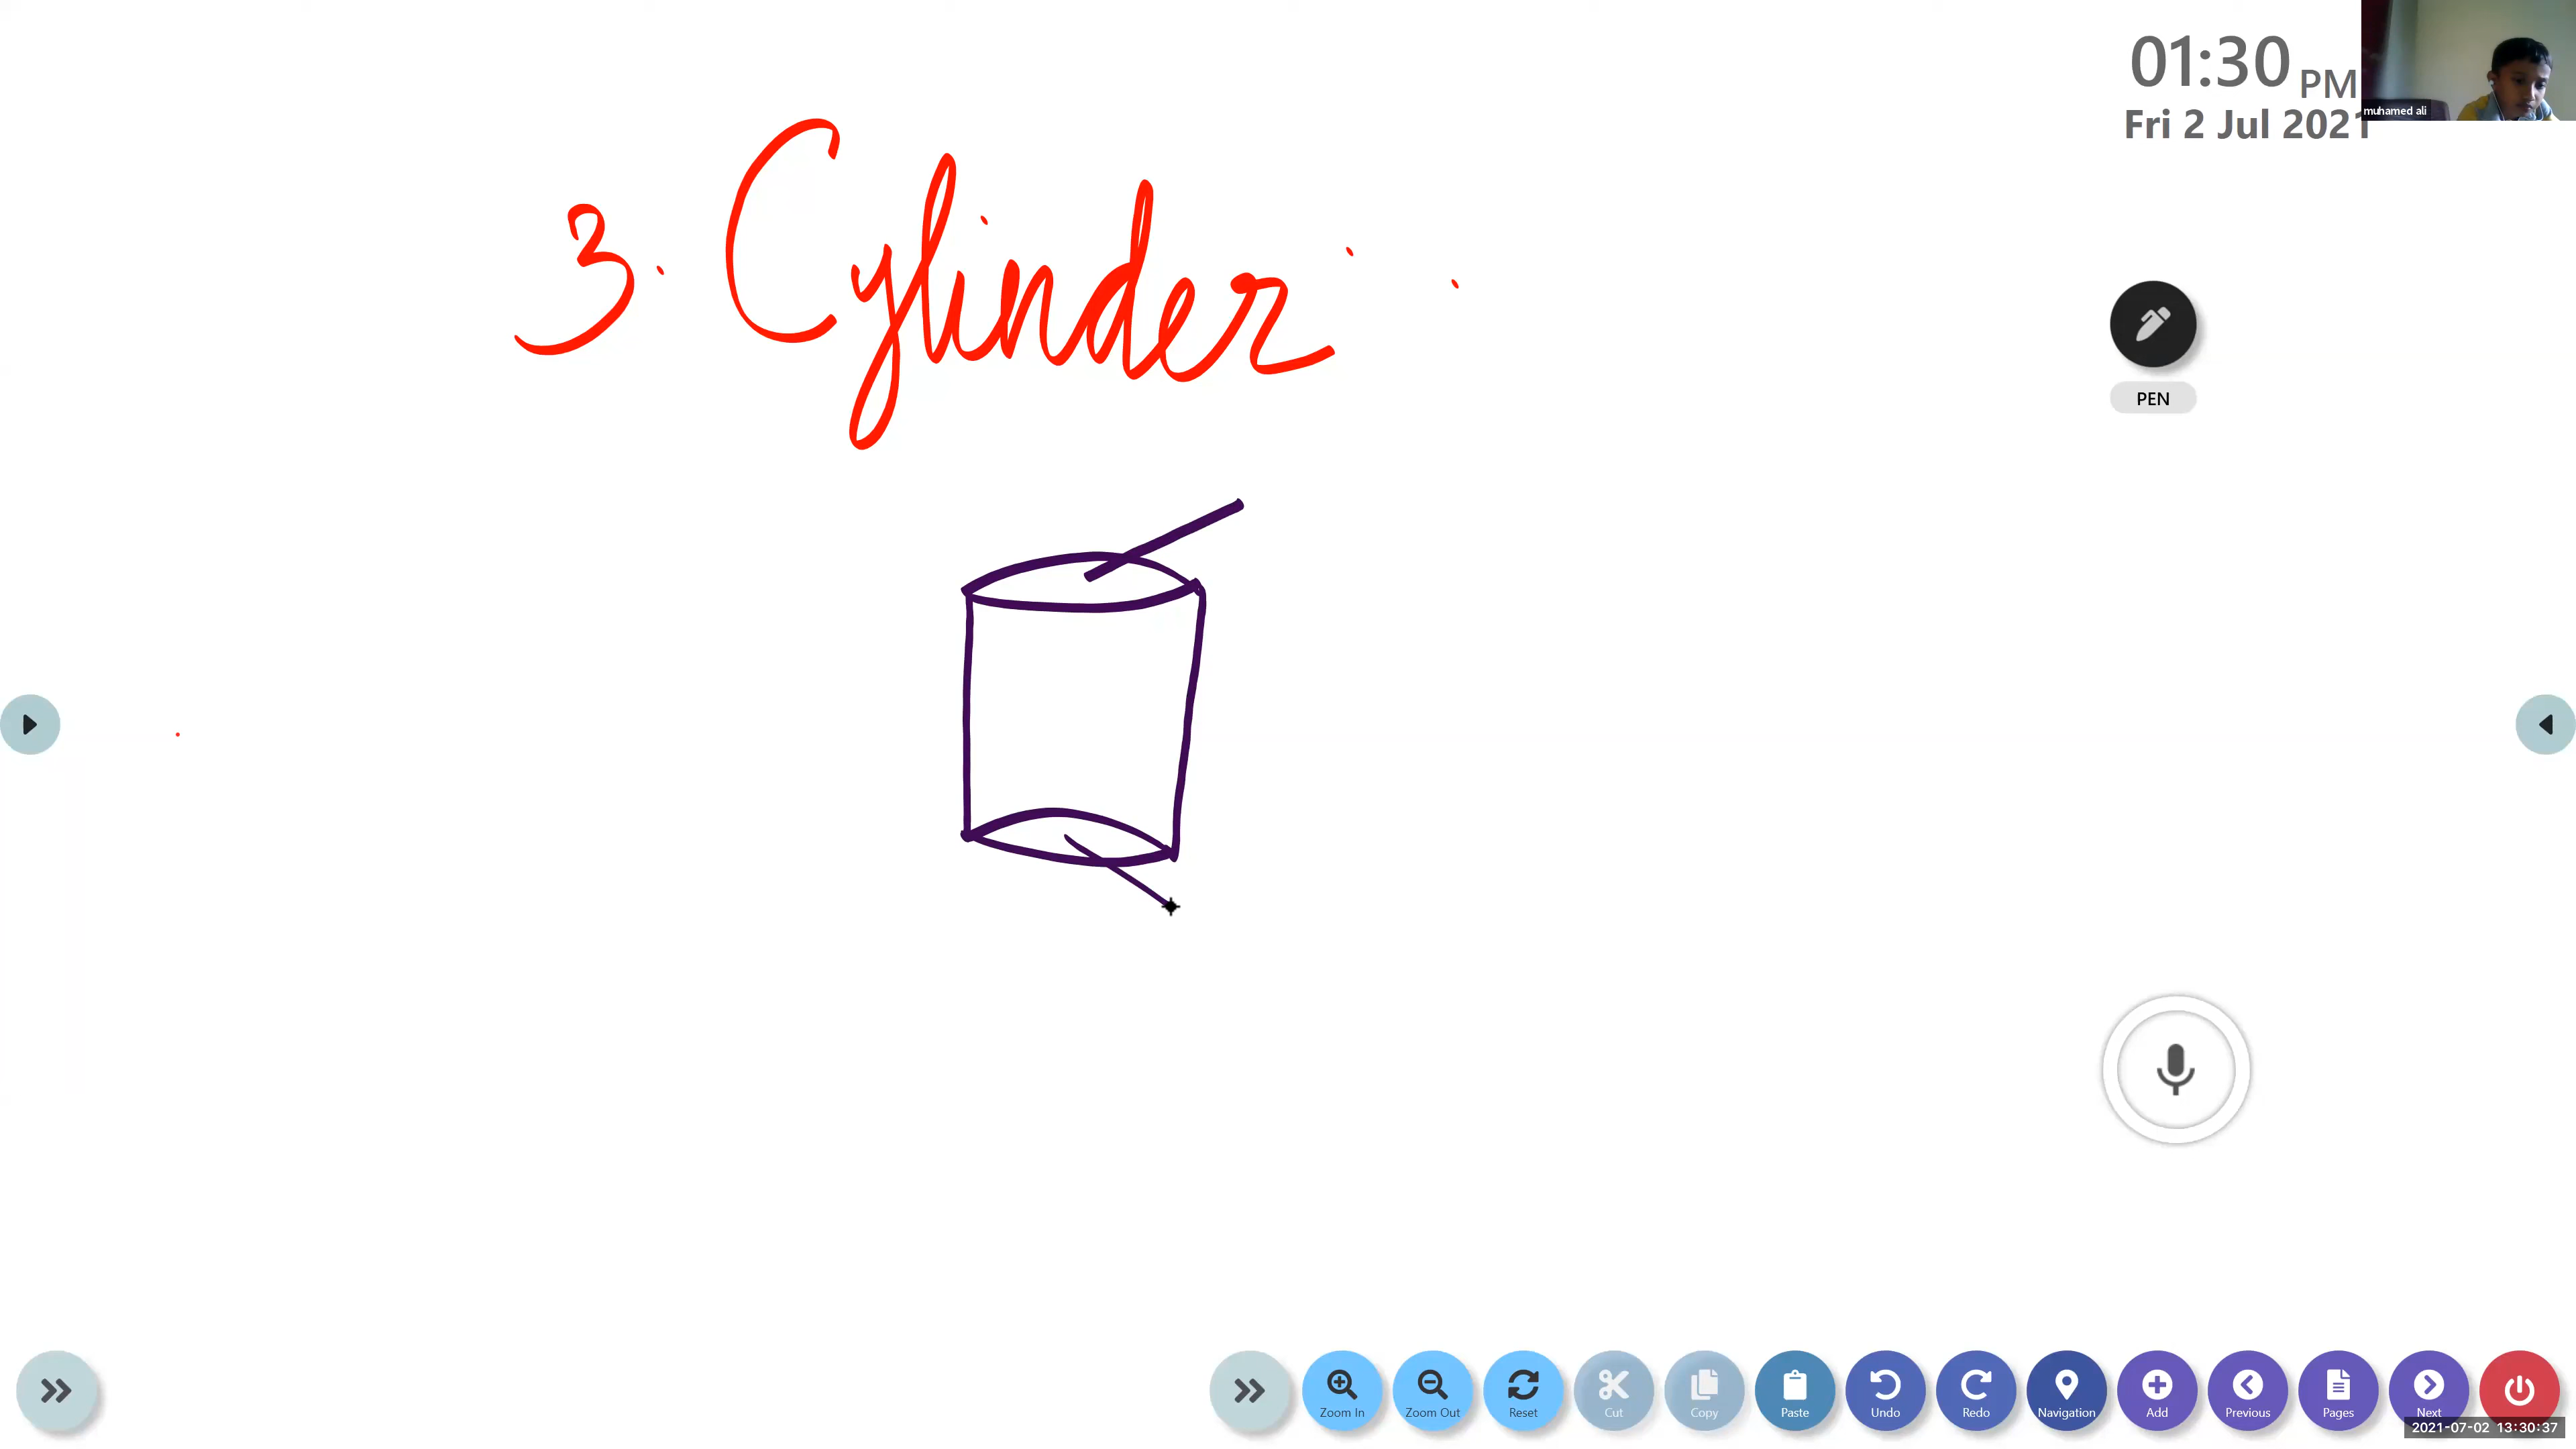 01:30 PM
Fri 2 Jul 2021
muhamed ali
3. Cylinder
PEN
Zoom In
Zoom Out
Reset
Cut
Copy
Paste
Undo
Redo
Navigation
Add
Previous
Pages
Next
2021-07-02 13:30:37